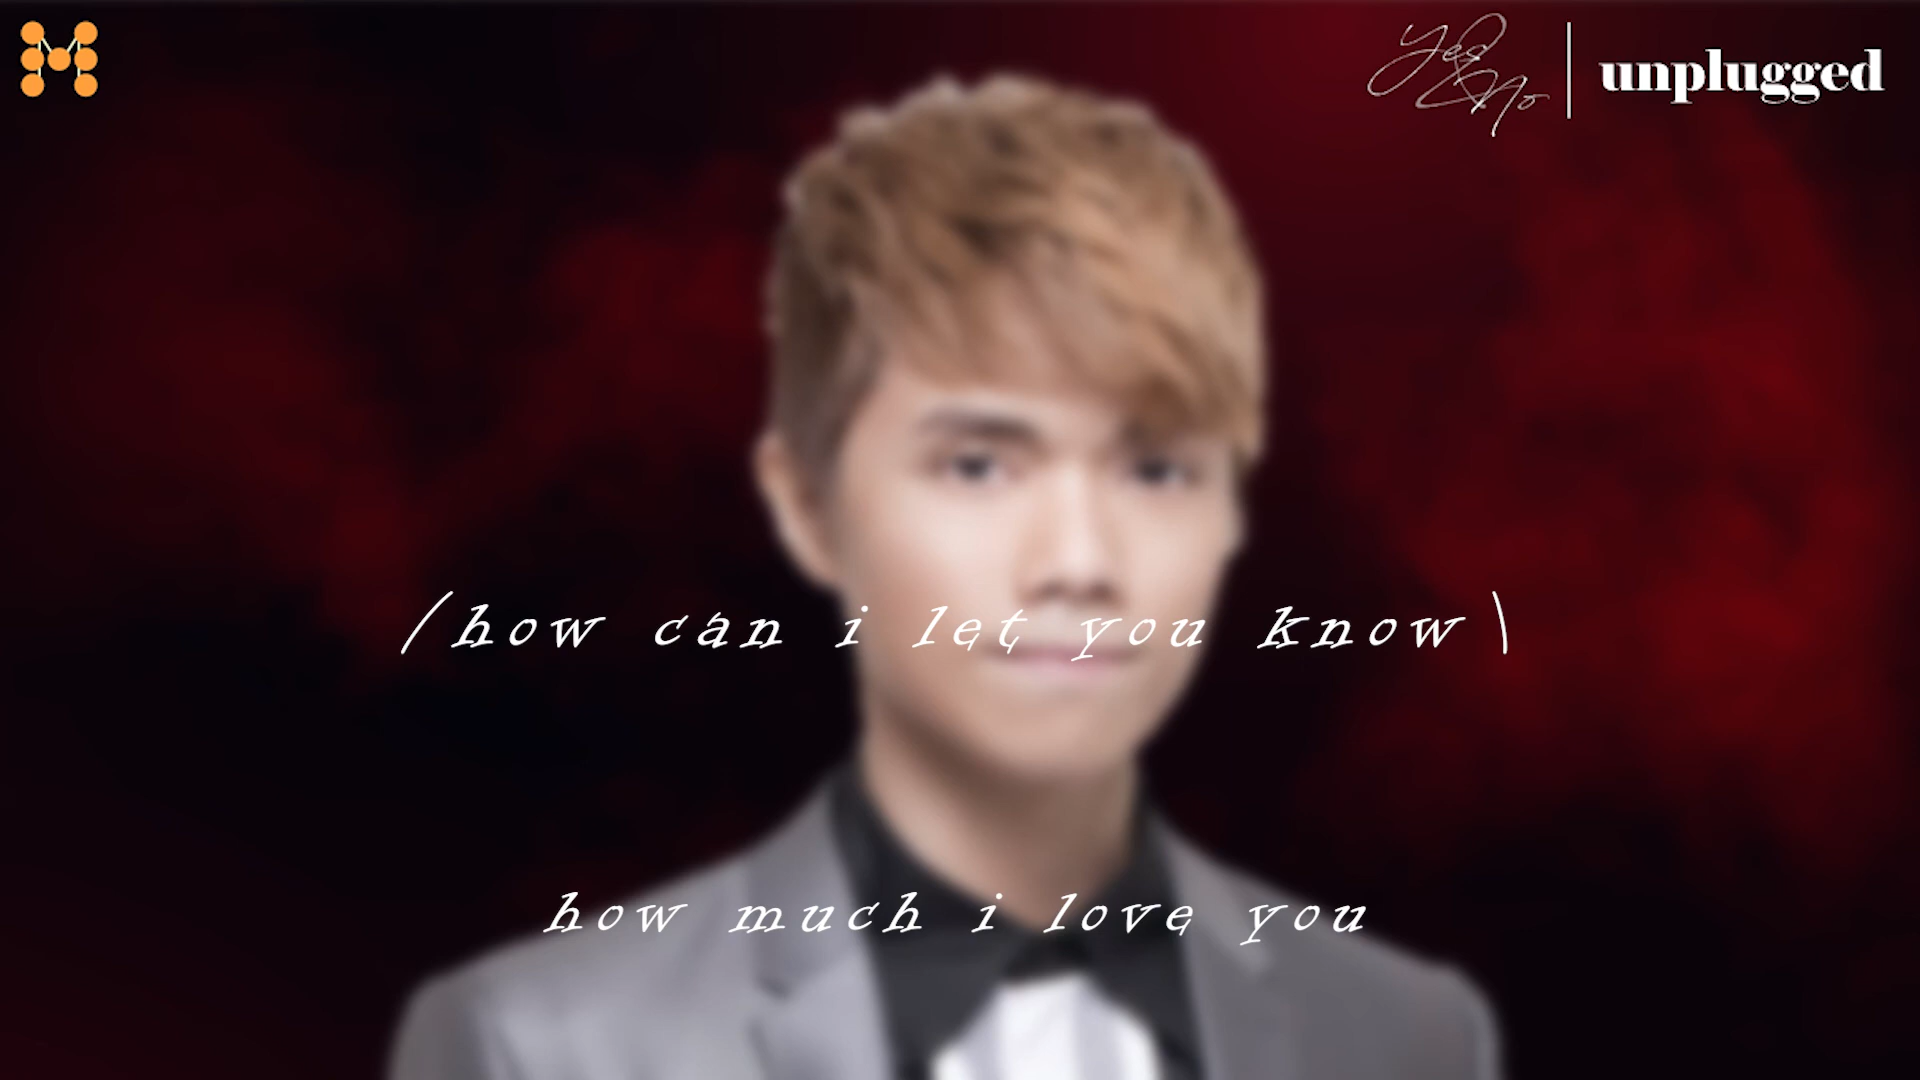 Yes & No | unplugged
/how can i let you know\
how much i love you